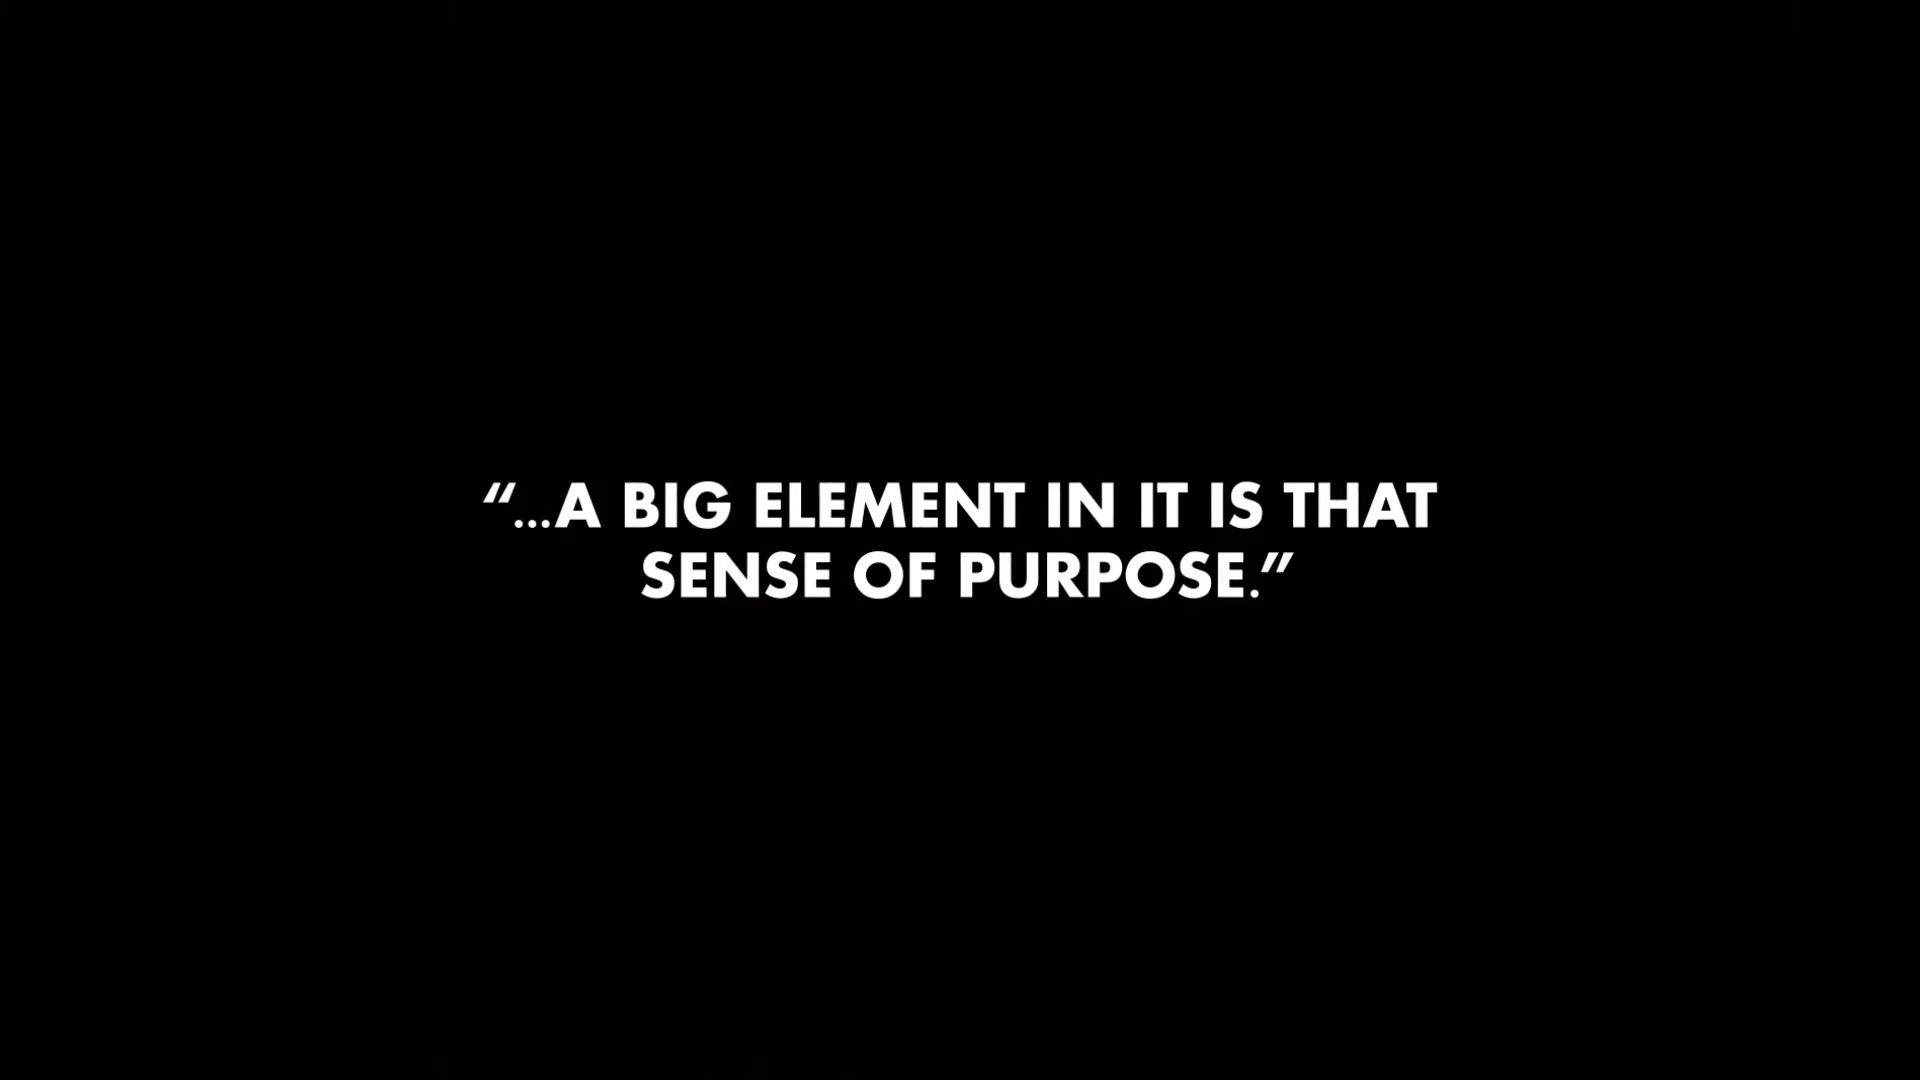 “...A BIG ELEMENT IN IT IS THAT
SENSE OF PURPOSE.”